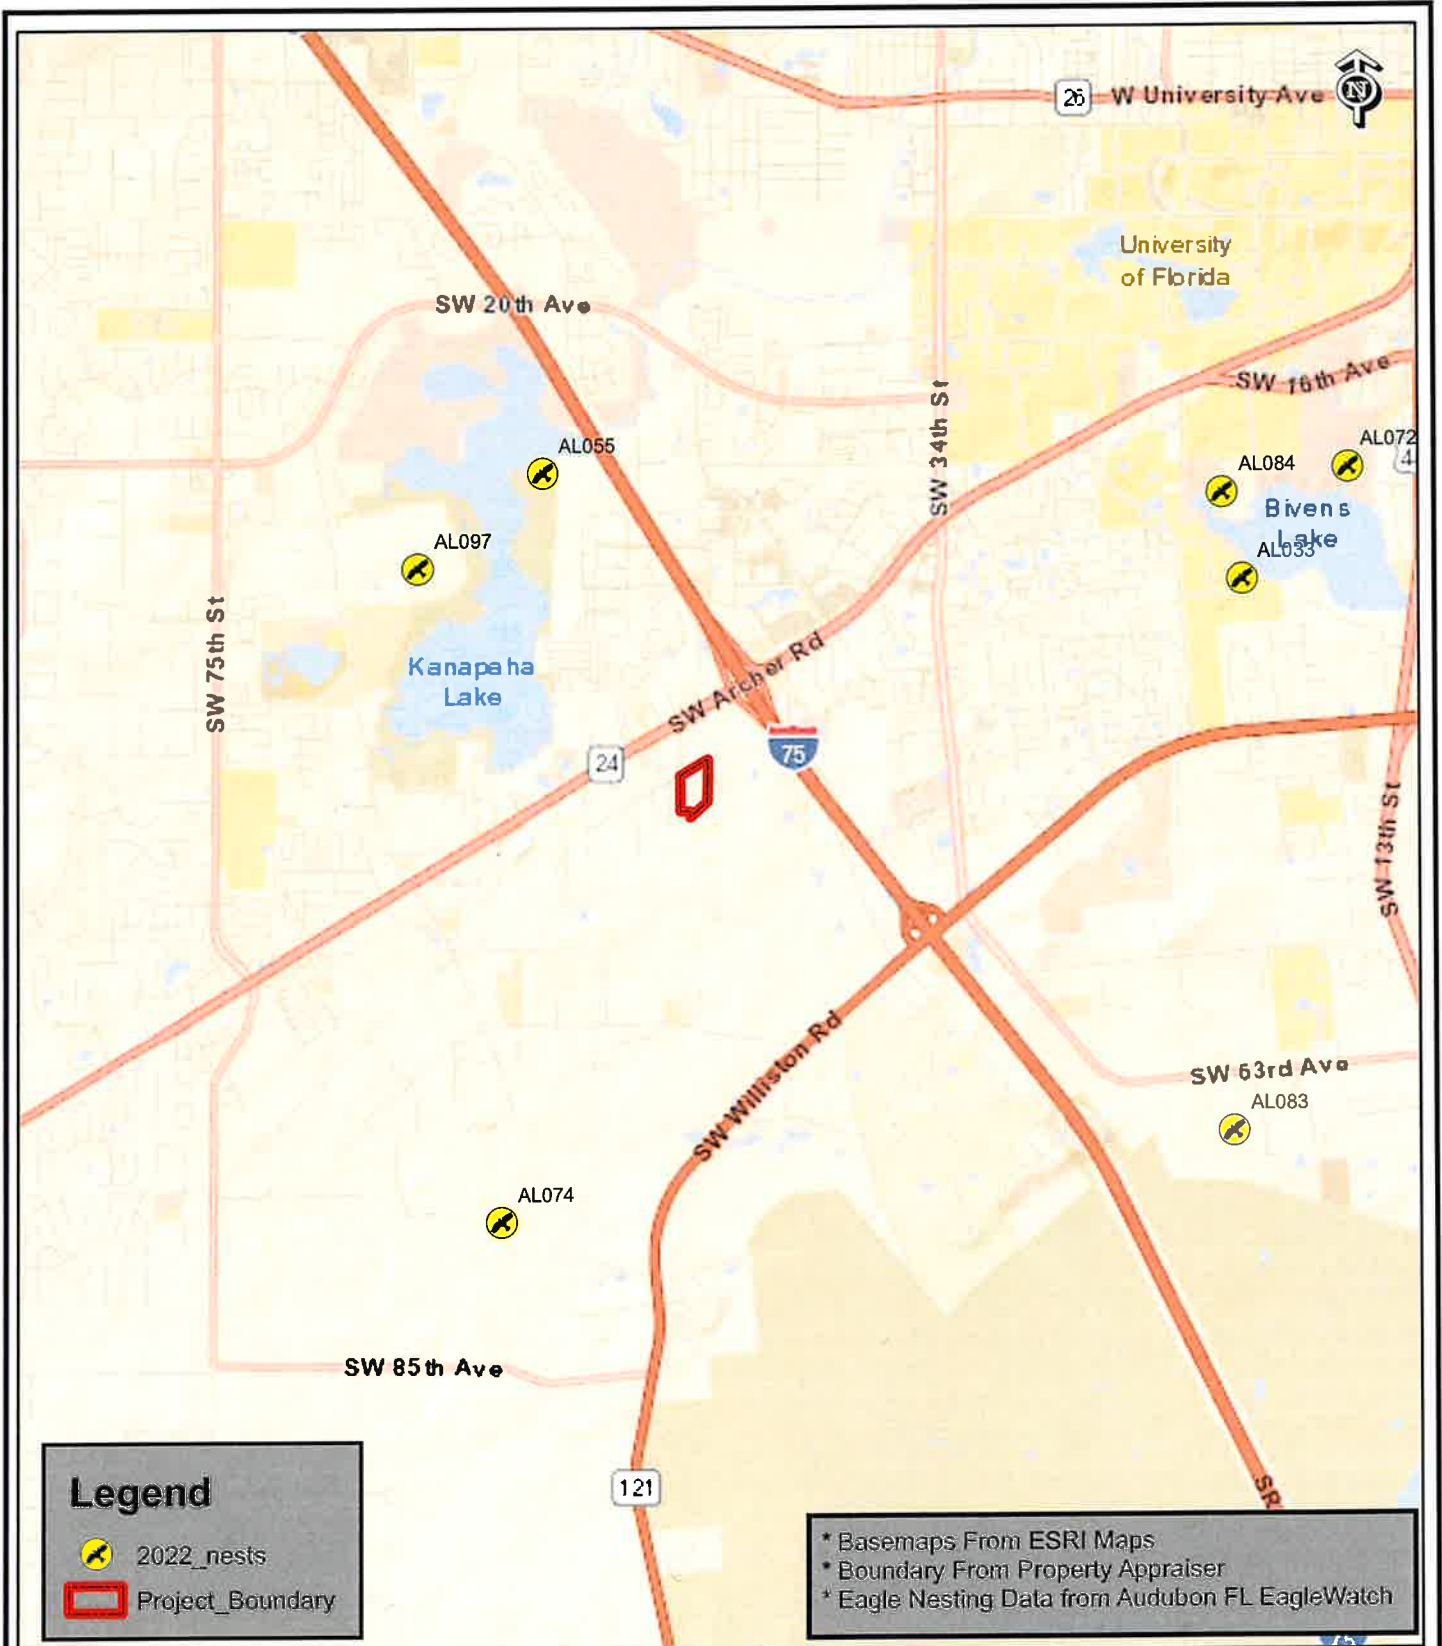 26 W University Ave
N
University
of Florida
SW 20th Ave
SW 16th Ave
SW 34th St
AL055
AL072
AL084
4
Bivens
Lake
AL097
AL033
SW 75th St
Kanapaha
Lake
SW Archer Rd
24
75
SW 13th St
SW Williston Rd
SW 63rd Ave
AL083
AL074
SW 85th Ave
121
SR
Legend
2022_nests
Project_Boundary
* Basemaps From ESRI Maps
* Boundary From Property Appraiser
* Eagle Nesting Data from Audubon FL EagleWatch
75